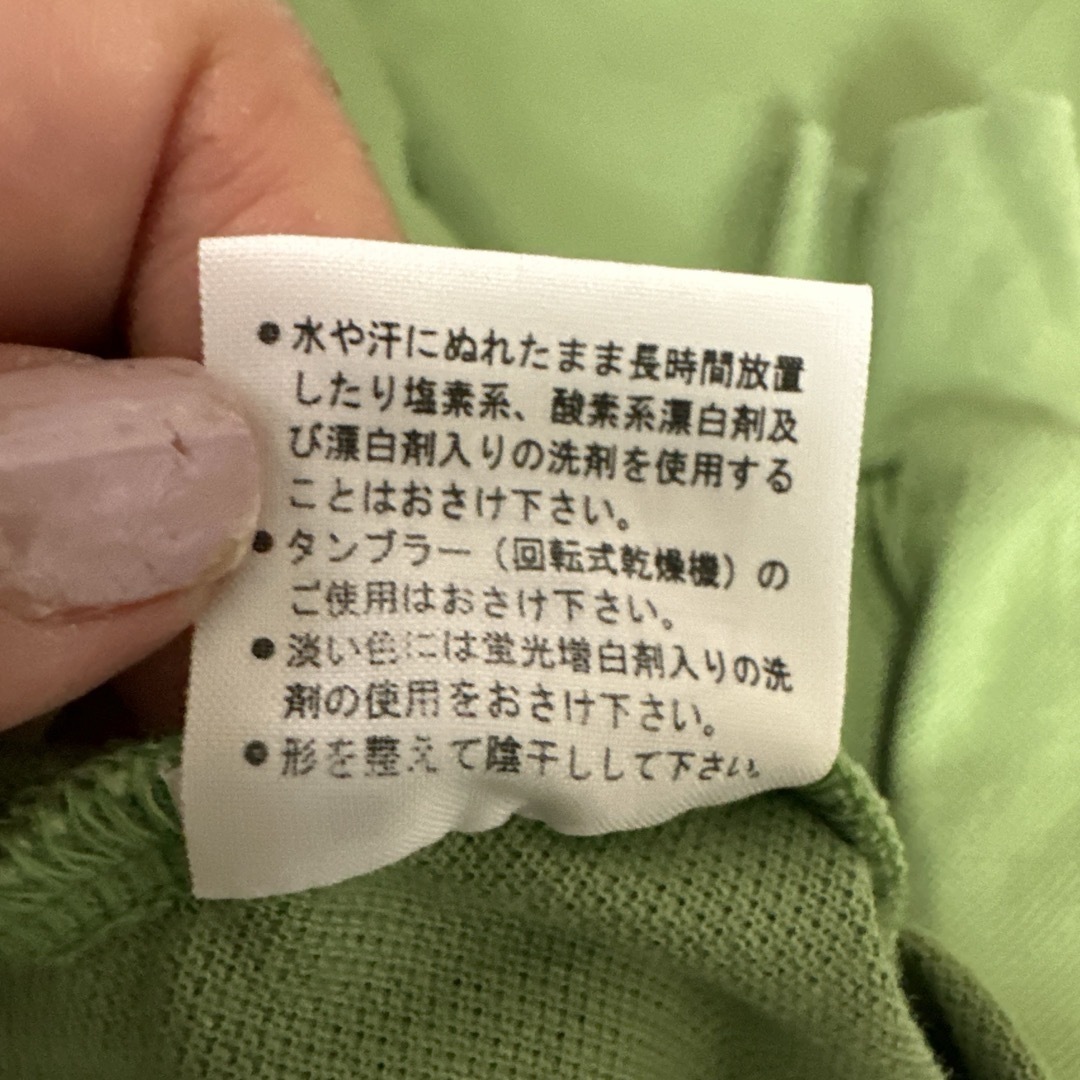 ●水や汗にぬれたまま長時間放置
したり塩素系、酸素系漂白剤及
び漂白剤入りの洗剤を使用する
ことはおさけ下さい。
●タンブラー（回転式乾燥機）の
ご使用はおさけ下さい。
●淡い色には蛍光増白剤入りの洗
剤の使用をおさけ下さい。
●形を整えて陰干しして下さい。